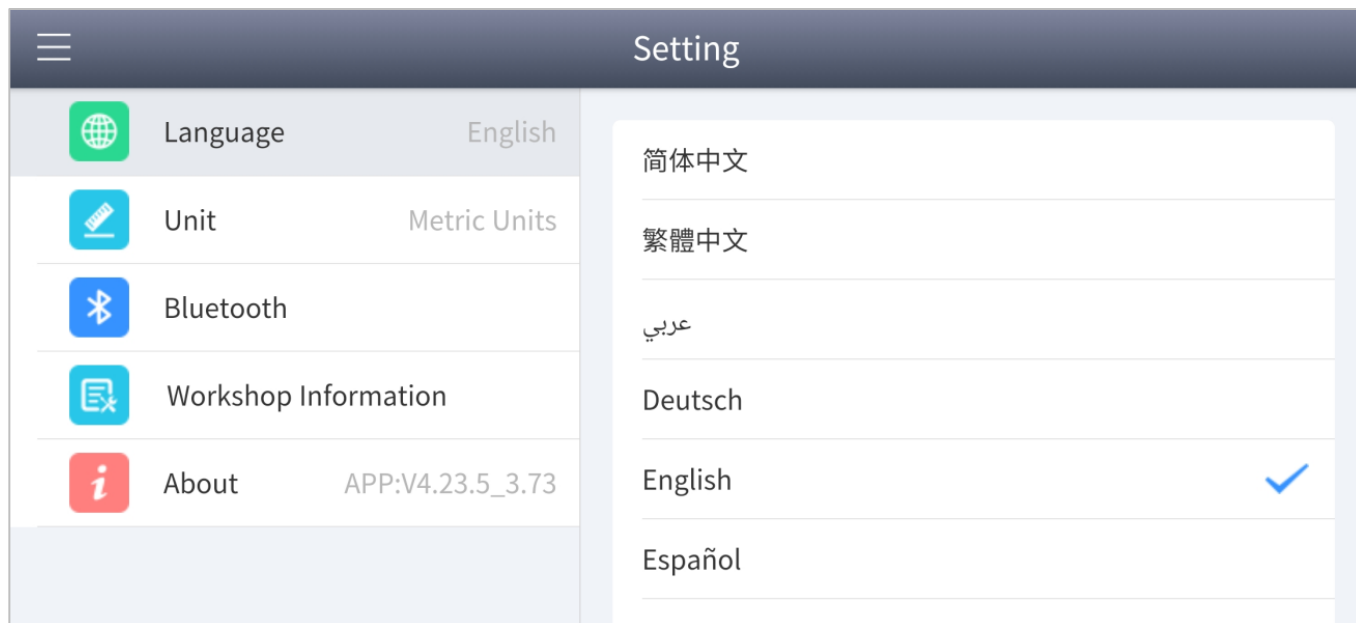 Setting
Language English
Unit Metric Units
Bluetooth
Workshop Information
About APP:V4.23.5_3.73
简体中文
繁體中文
عربي
Deutsch
English
Español